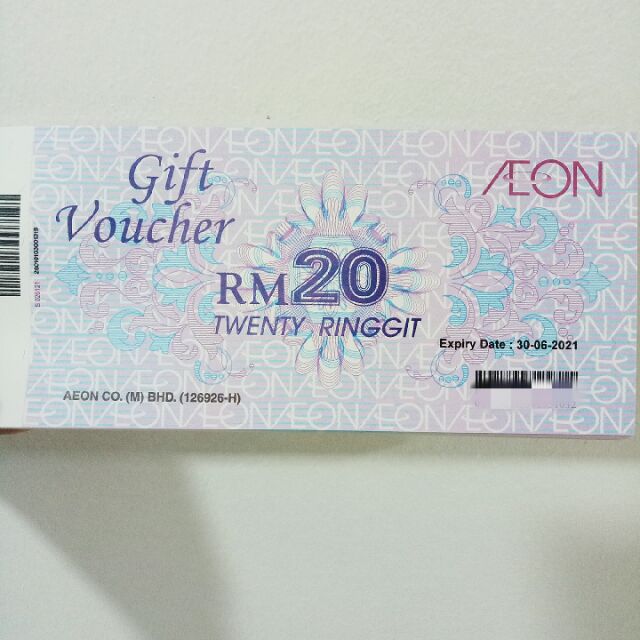 Gift
Voucher
ÆON
RM20
TWENTY RINGGIT
Expiry Date : 30-06-2021
AEON CO. (M) BHD. (126926-H)